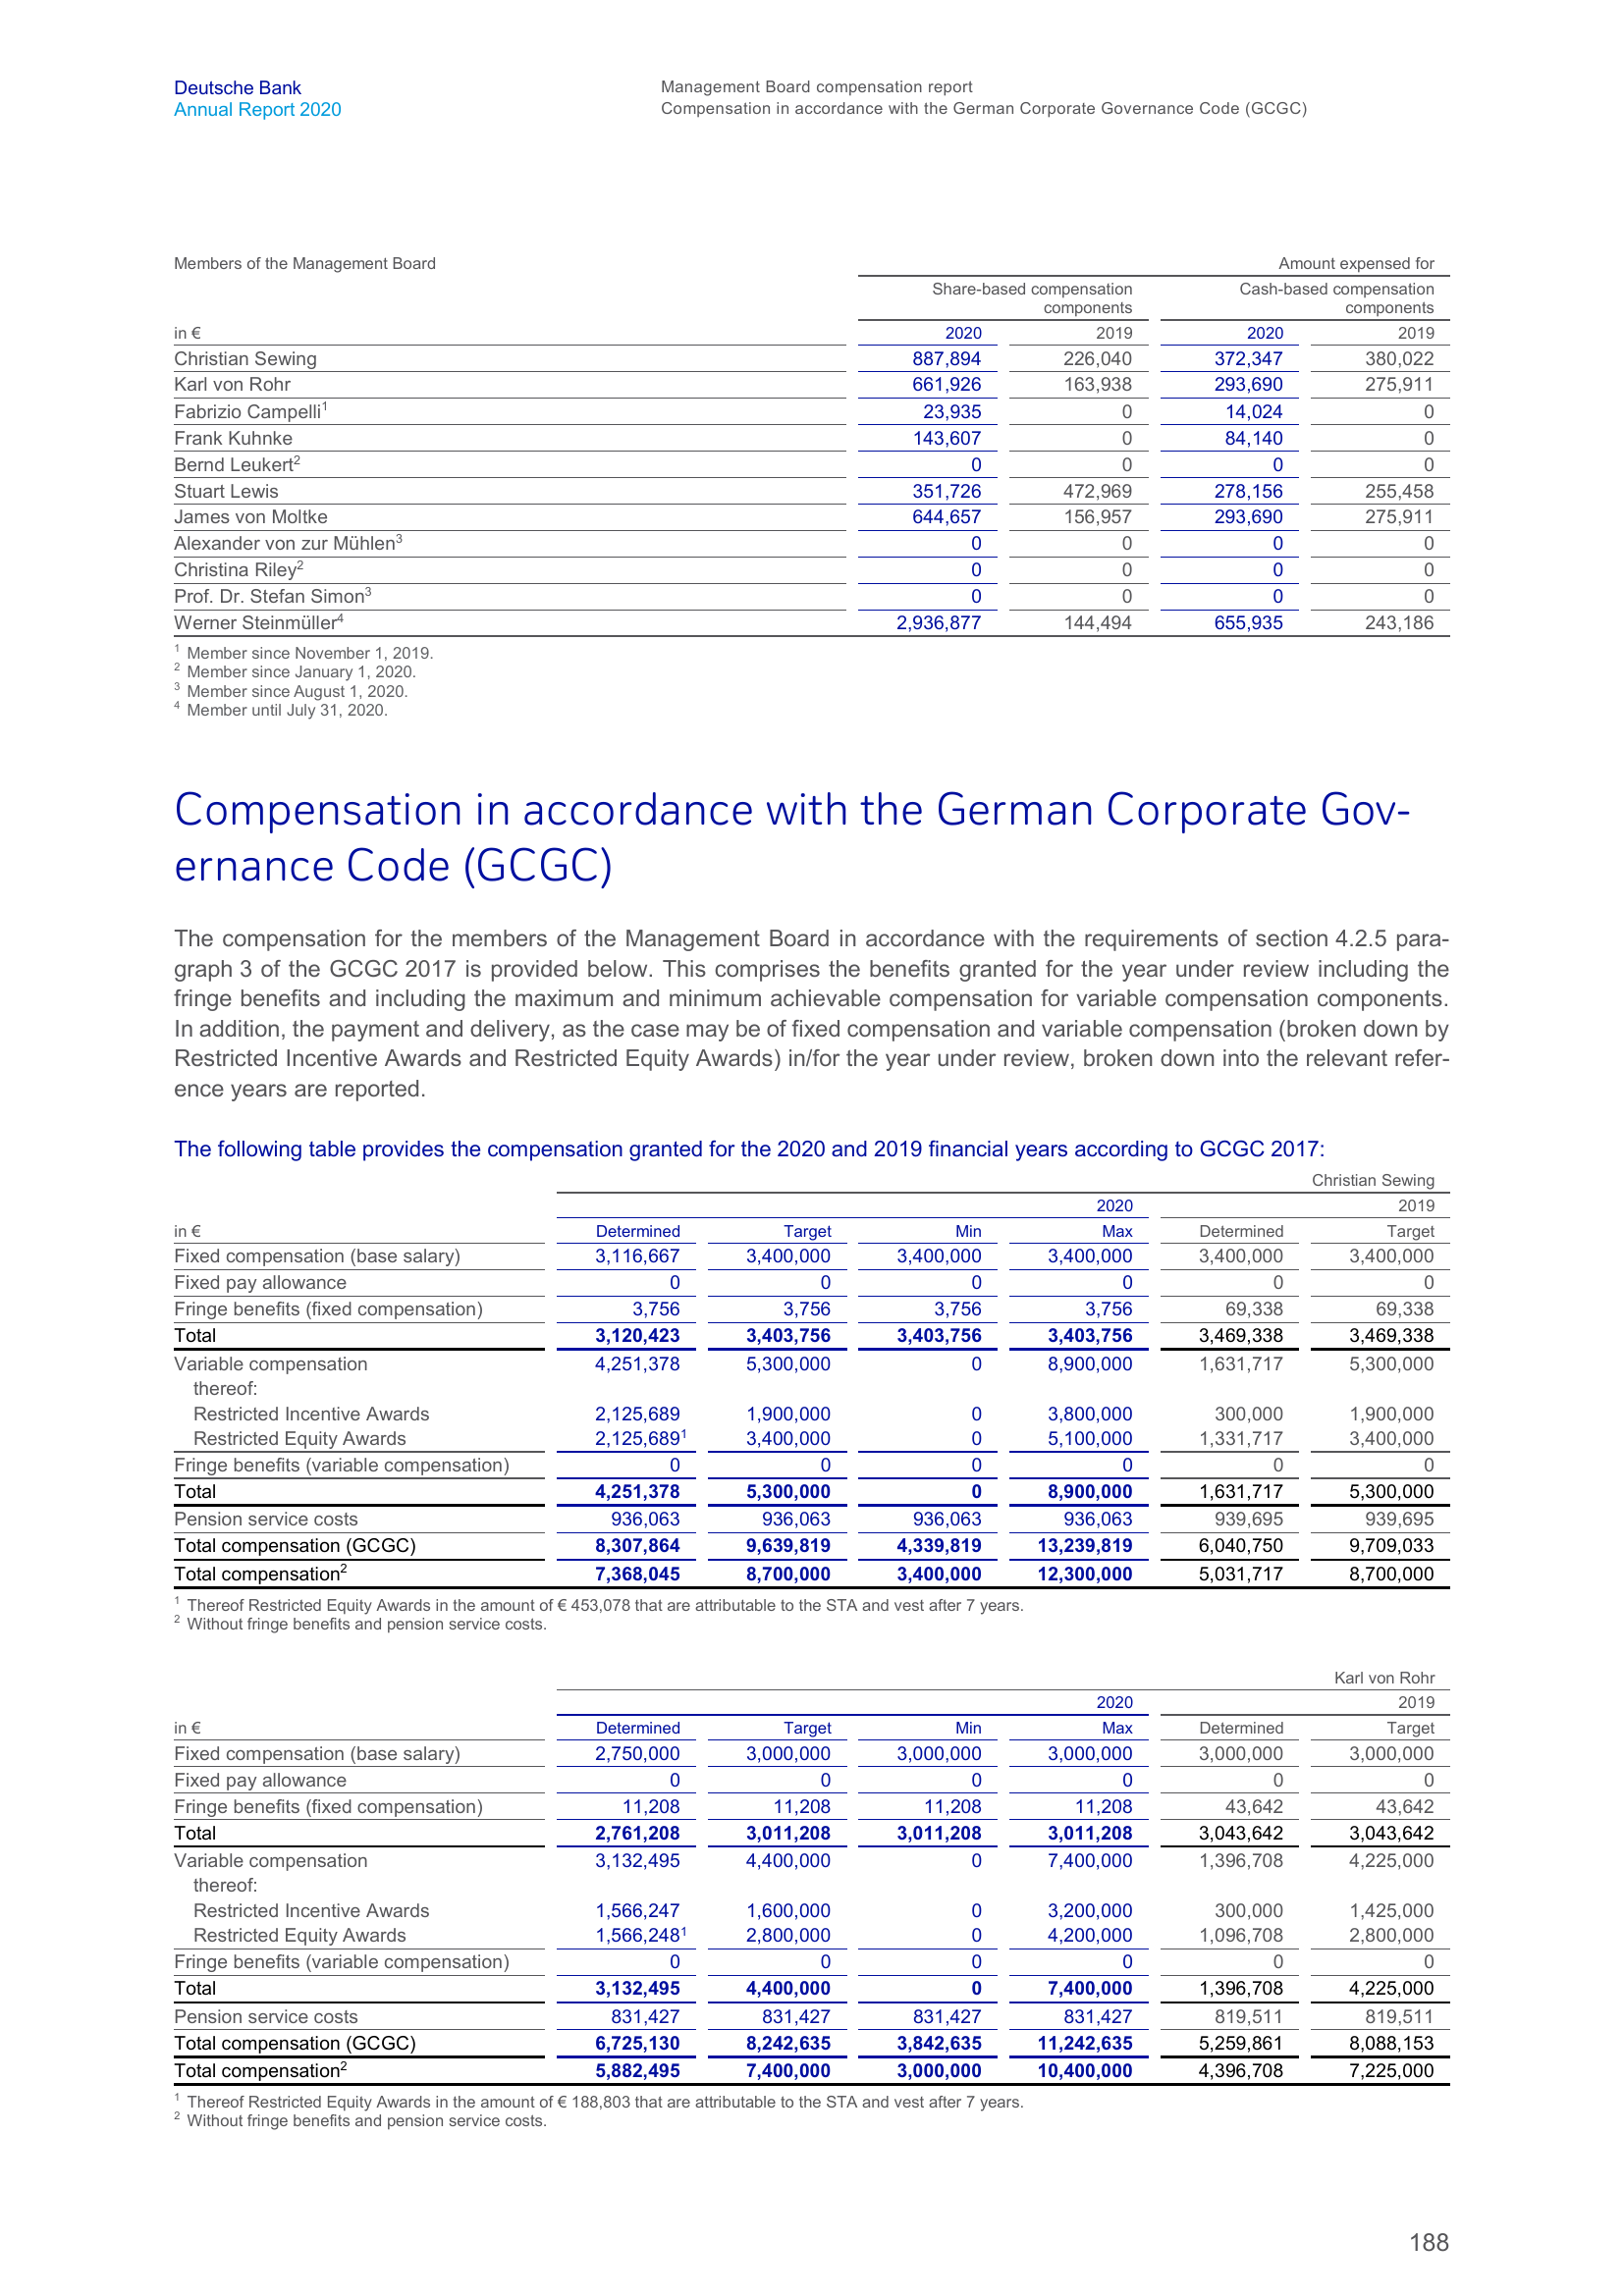 Deutsche Bank
Annual Report 2020
Management Board compensation report
Compensation in accordance with the German Corporate Governance Code (GCGC)
Members of the Management Board Amount expensed for
Share-based compensation components Cash-based compensation components
in € 2020 2019 2020 2019
Christian Sewing 887,894 226,040 372,347 380,022
Karl von Rohr 661,926 163,938 293,690 275,911
Fabrizio Campelli1 23,935 0 14,024 0
Frank Kuhnke 143,607 0 84,140 0
Bernd Leukert2 0 0 0 0
Stuart Lewis 351,726 472,969 278,156 255,458
James von Moltke 644,657 156,957 293,690 275,911
Alexander von zur Mühlen3 0 0 0 0
Christina Riley2 0 0 0 0
Prof. Dr. Stefan Simon3 0 0 0 0
Werner Steinmüller4 2,936,877 144,494 655,935 243,186
1 Member since November 1, 2019.
2 Member since January 1, 2020.
3 Member since August 1, 2020.
4 Member until July 31, 2020.
Compensation in accordance with the German Corporate Gov-
ernance Code (GCGC)
The compensation for the members of the Management Board in accordance with the requirements of section 4.2.5 para-
graph 3 of the GCGC 2017 is provided below. This comprises the benefits granted for the year under review including the
fringe benefits and including the maximum and minimum achievable compensation for variable compensation components.
In addition, the payment and delivery, as the case may be of fixed compensation and variable compensation (broken down by
Restricted Incentive Awards and Restricted Equity Awards) in/for the year under review, broken down into the relevant refer-
ence years are reported.
The following table provides the compensation granted for the 2020 and 2019 financial years according to GCGC 2017:
Christian Sewing
2020 2019
in € Determined Target Min Max Determined Target
Fixed compensation (base salary) 3,116,667 3,400,000 3,400,000 3,400,000 3,400,000 3,400,000
Fixed pay allowance 0 0 0 0 0 0
Fringe benefits (fixed compensation) 3,756 3,756 3,756 3,756 69,338 69,338
Total 3,120,423 3,403,756 3,403,756 3,403,756 3,469,338 3,469,338
Variable compensation 4,251,378 5,300,000 0 8,900,000 1,631,717 5,300,000
thereof:
Restricted Incentive Awards 2,125,689 1,900,000 0 3,800,000 300,000 1,900,000
Restricted Equity Awards 2,125,6891 3,400,000 0 5,100,000 1,331,717 3,400,000
Fringe benefits (variable compensation) 0 0 0 0 0 0
Total 4,251,378 5,300,000 0 8,900,000 1,631,717 5,300,000
Pension service costs 936,063 936,063 936,063 936,063 939,695 939,695
Total compensation (GCGC) 8,307,864 9,639,819 4,339,819 13,239,819 6,040,750 9,709,033
Total compensation2 7,368,045 8,700,000 3,400,000 12,300,000 5,031,717 8,700,000
1 Thereof Restricted Equity Awards in the amount of € 453,078 that are attributable to the STA and vest after 7 years.
2 Without fringe benefits and pension service costs.
Karl von Rohr
2020 2019
in € Determined Target Min Max Determined Target
Fixed compensation (base salary) 2,750,000 3,000,000 3,000,000 3,000,000 3,000,000 3,000,000
Fixed pay allowance 0 0 0 0 0 0
Fringe benefits (fixed compensation) 11,208 11,208 11,208 11,208 43,642 43,642
Total 2,761,208 3,011,208 3,011,208 3,011,208 3,043,642 3,043,642
Variable compensation 3,132,495 4,400,000 0 7,400,000 1,396,708 4,225,000
thereof:
Restricted Incentive Awards 1,566,247 1,600,000 0 3,200,000 300,000 1,425,000
Restricted Equity Awards 1,566,2481 2,800,000 0 4,200,000 1,096,708 2,800,000
Fringe benefits (variable compensation) 0 0 0 0 0 0
Total 3,132,495 4,400,000 0 7,400,000 1,396,708 4,225,000
Pension service costs 831,427 831,427 831,427 831,427 819,511 819,511
Total compensation (GCGC) 6,725,130 8,242,635 3,842,635 11,242,635 5,259,861 8,088,153
Total compensation2 5,882,495 7,400,000 3,000,000 10,400,000 4,396,708 7,225,000
1 Thereof Restricted Equity Awards in the amount of € 188,803 that are attributable to the STA and vest after 7 years.
2 Without fringe benefits and pension service costs.
188